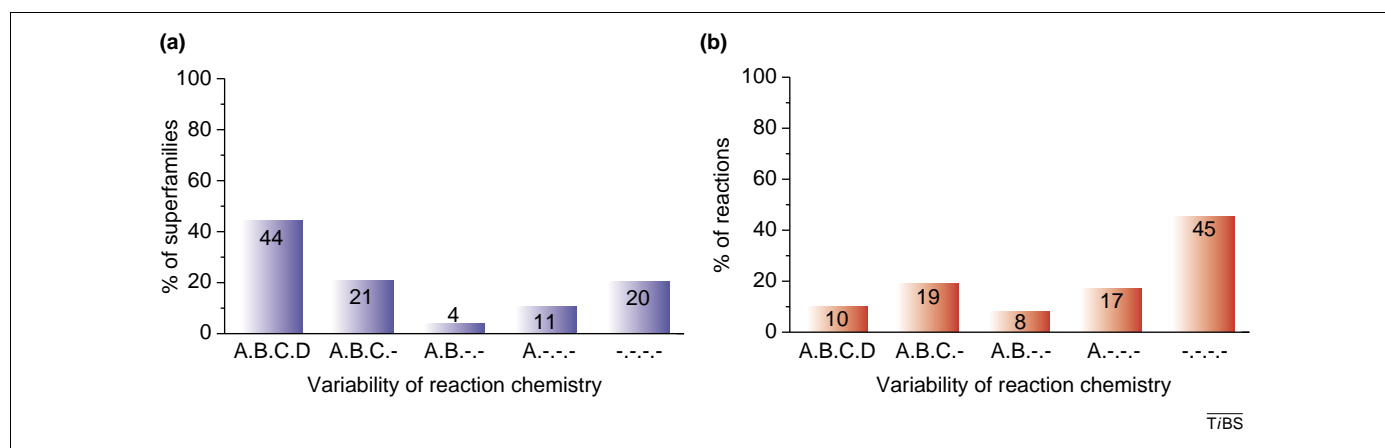 (a)
100
80
60
40
20
0
% of superfamilies
44
21
4
11
20
A.B.C.D A.B.C.- A.B.-.- A.-.-.- -.-.-.-
Variability of reaction chemistry
(b)
100
80
60
40
20
0
% of reactions
10
19
8
17
45
A.B.C.D A.B.C.- A.B.-.- A.-.-.- -.-.-.-
Variability of reaction chemistry
TiBS